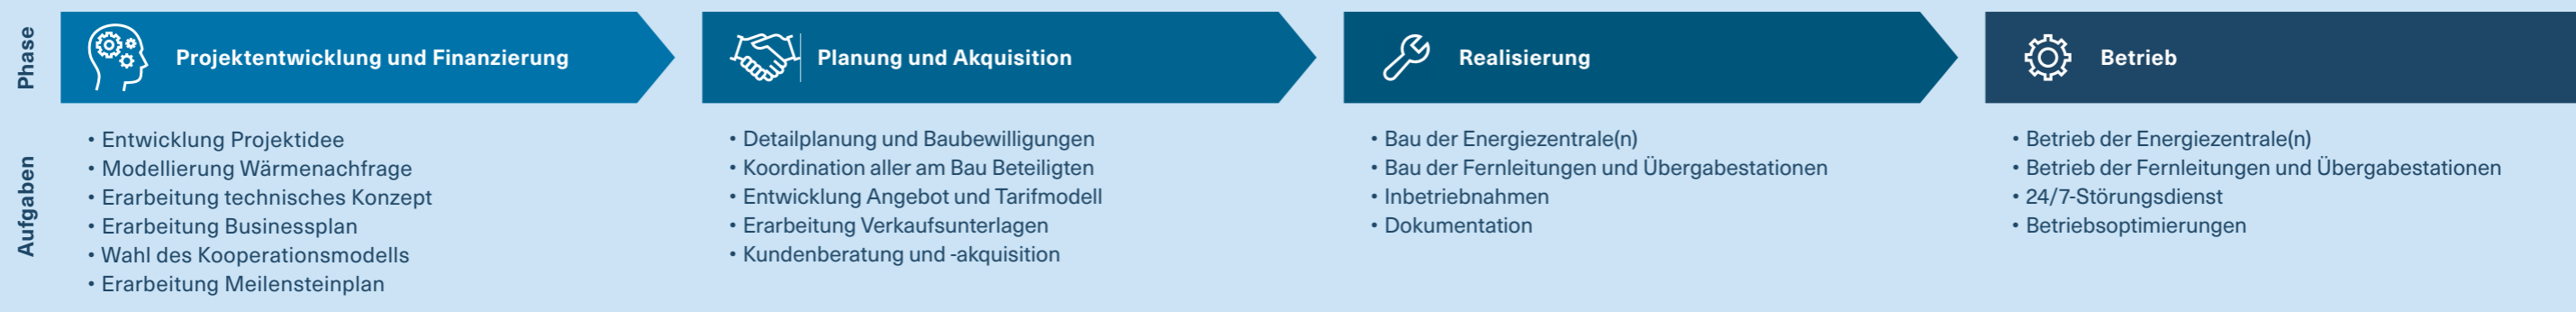 Phase
Projektentwicklung und Finanzierung
Planung und Akquisition
Realisierung
Betrieb
Aufgaben
• Entwicklung Projektidee
• Modellierung Wärmenachfrage
• Erarbeitung technisches Konzept
• Erarbeitung Businessplan
• Wahl des Kooperationsmodells
• Erarbeitung Meilensteinplan
• Detailplanung und Baubewilligungen
• Koordination aller am Bau Beteiligten
• Entwicklung Angebot und Tarifmodell
• Erarbeitung Verkaufsunterlagen
• Kundenberatung und -akquisition
• Bau der Energiezentrale(n)
• Bau der Fernleitungen und Übergabestationen
• Inbetriebnahmen
• Dokumentation
• Betrieb der Energiezentrale(n)
• Betrieb der Fernleitungen und Übergabestationen
• 24/7-Störungsdienst
• Betriebsoptimierungen